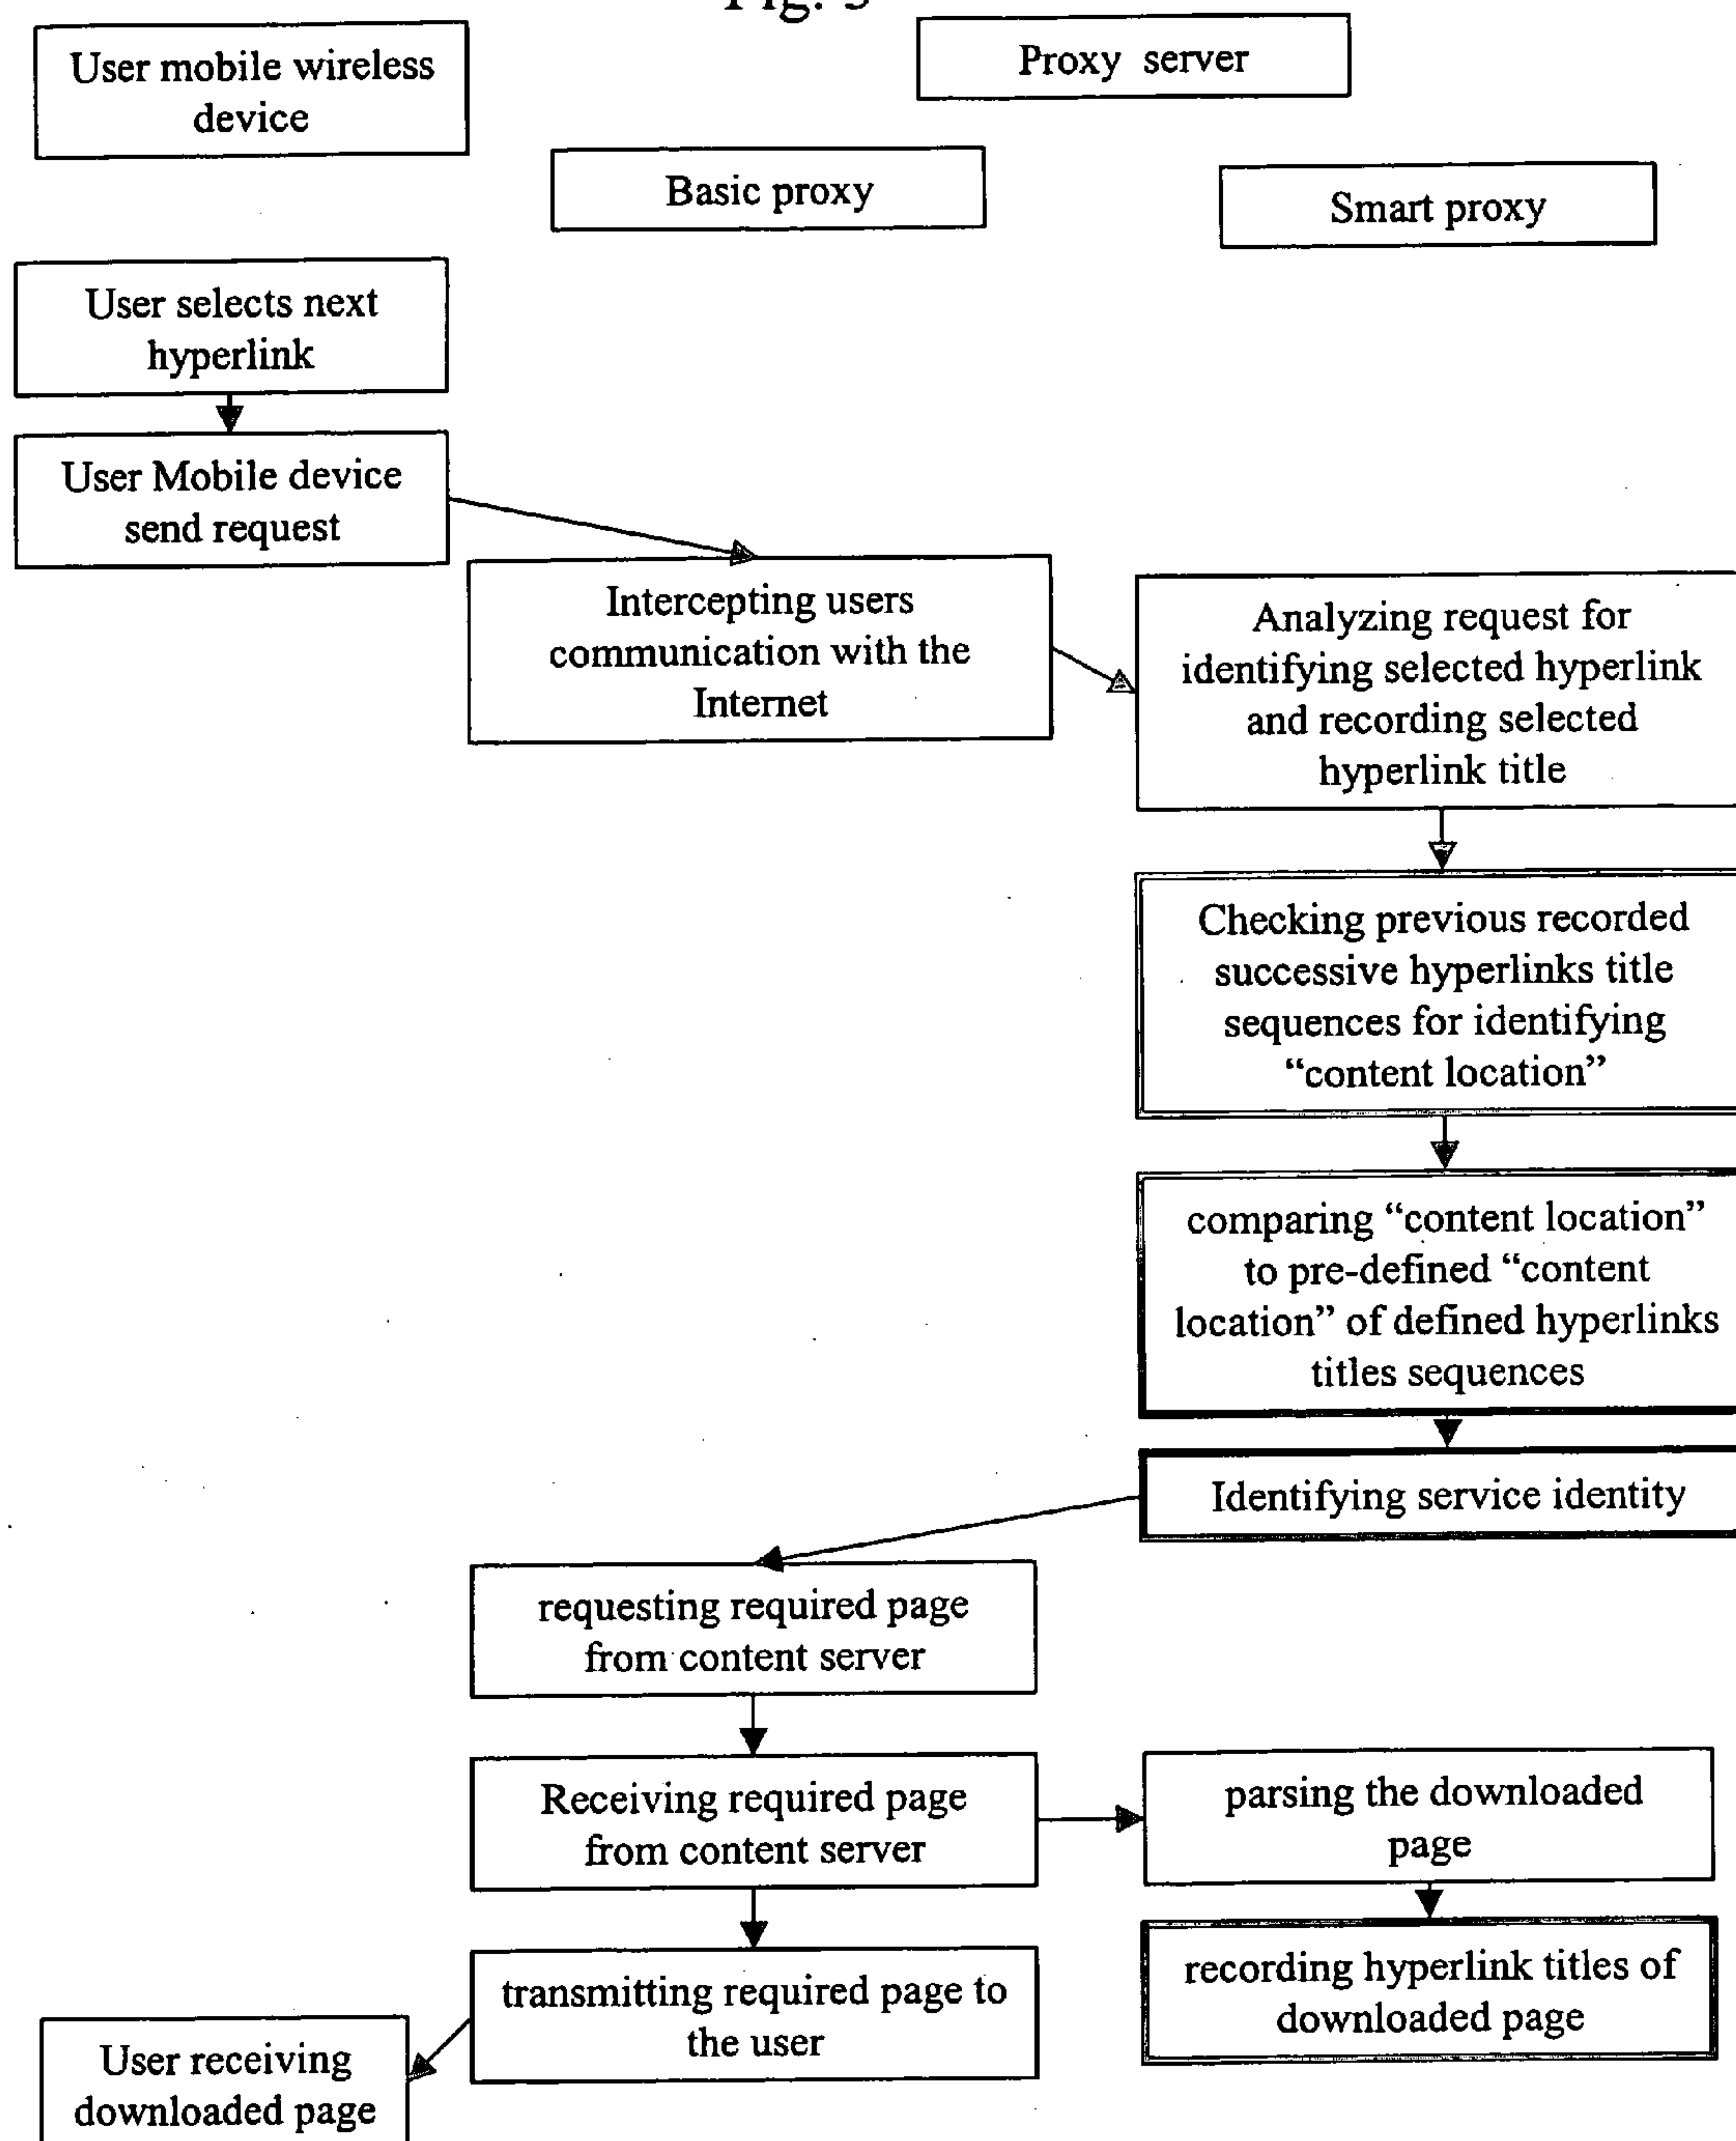 User mobile wireless
device
Proxy server
Basic proxy
Smart proxy
User selects next
hyperlink
User Mobile device
send request
Intercepting users
communication with the
Internet
Analyzing request for
identifying selected hyperlink
and recording selected
hyperlink title
Checking previous recorded
successive hyperlinks title
sequences for identifying
“content location”
comparing “content location”
to pre-defined “content
location” of defined hyperlinks
titles sequences
Identifying service identity
requesting required page
from content server
Receiving required page
from content server
parsing the downloaded
page
recording hyperlink titles of
downloaded page
transmitting required page to
the user
User receiving
downloaded page